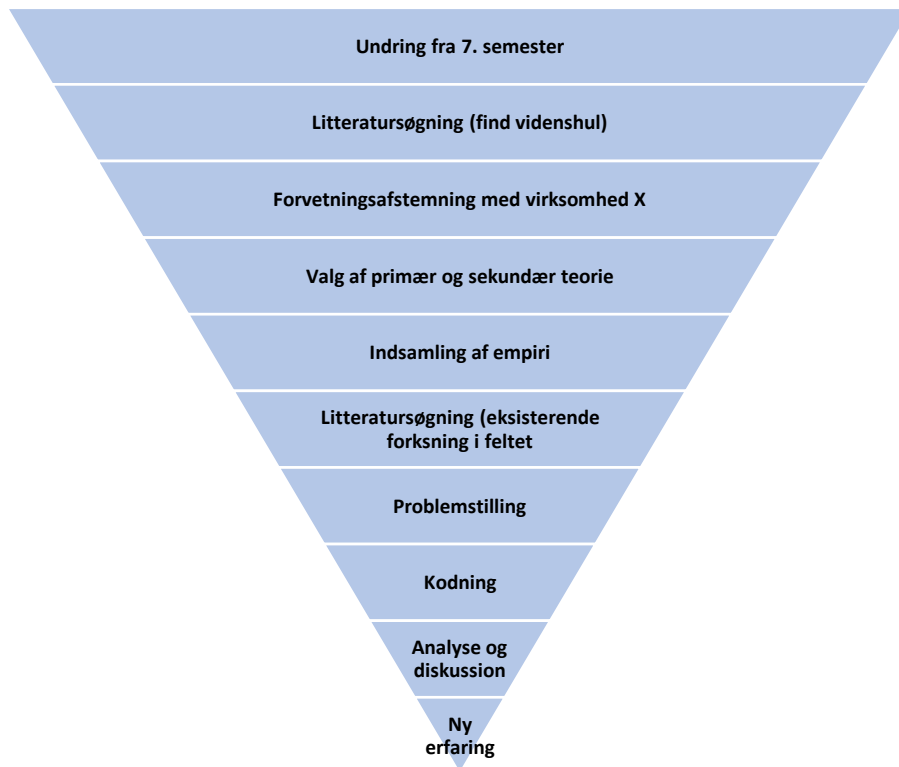 Undring fra 7. semester
Litteratursøgning (find videnshul)
Forvetningsafstemning med virksomhed X
Valg af primær og sekundær teorie
Indsamling af empiri
Litteratursøgning (eksisterende
forksning i feltet
Problemstilling
Kodning
Analyse og
diskussion
Ny
erfaring